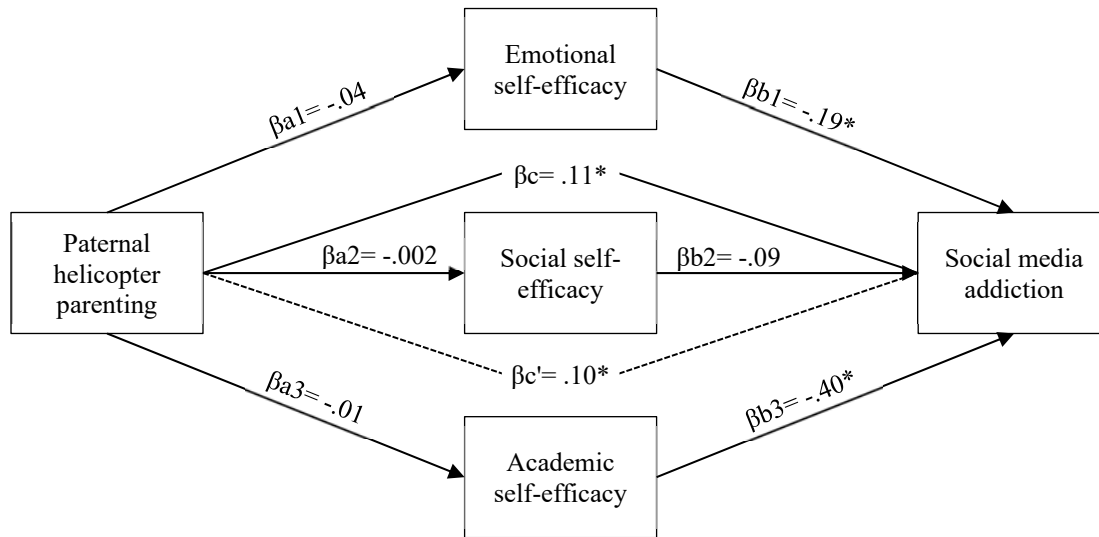 Emotional
self-efficacy
βa1= -.04
βb1= -.19*
βc= .11*
Paternal
helicopter
parenting
βa2= -.002
Social self-
efficacy
βb2= -.09
Social media
addiction
βc'= .10*
βa3= -.01
βb3= -.40*
Academic
self-efficacy